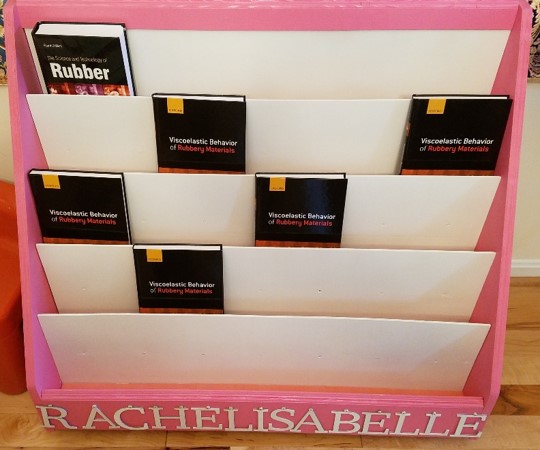 The Science and Technology of
Rubber
Viscoelastic Behavior
of Rubbery Materials
Viscoelastic Behavior
of Rubbery Materials
Viscoelastic Behavior
of Rubbery Materials
Viscoelastic Behavior
of Rubbery Materials
Viscoelastic Behavior
of Rubbery Materials
RACHELISABELLE